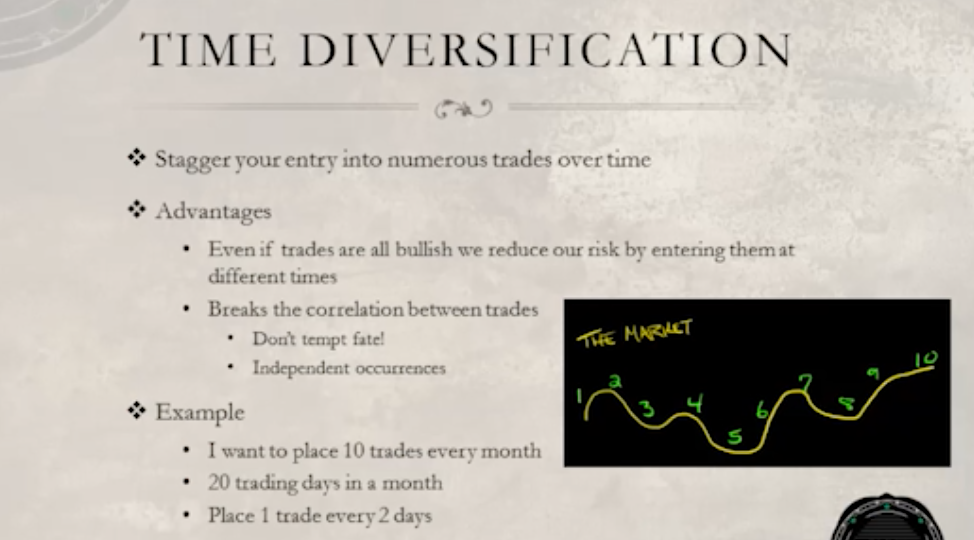 TIME DIVERSIFICATION
❖ Stagger your entry into numerous trades over time
❖ Advantages
• Even if trades are all bullish we reduce our risk by entering them at
different times
• Breaks the correlation between trades
• Don't tempt fate!
• Independent occurrences
❖ Example
• I want to place 10 trades every month
• 20 trading days in a month
• Place 1 trade every 2 days
THE MARKET
1 2 3 4 5 6 7 8 9 10